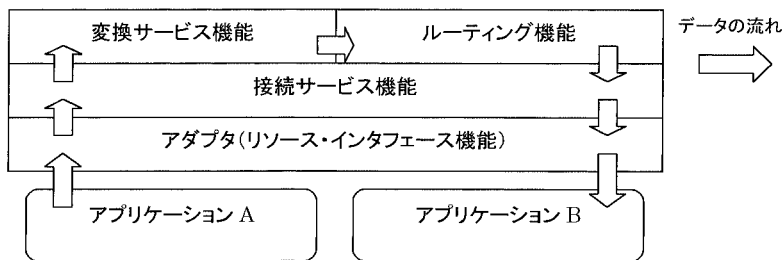 変換サービス機能
ルーティング機能
データの流れ
接続サービス機能
アダプタ(リソース・インタフェース機能)
アプリケーション A
アプリケーション B